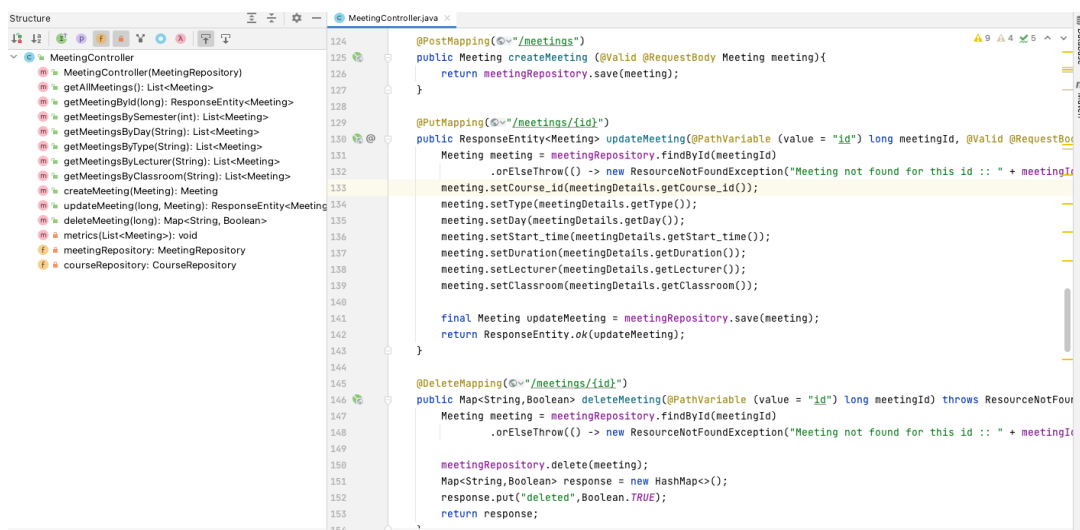 Structure
MeetingController
MeetingController(MeetingRepository)
getAllMeetings(): List<Meeting>
getMeetingById(long): ResponseEntity<Meeting>
getMeetingsBySemester(int): List<Meeting>
getMeetingsByDay(String): List<Meeting>
getMeetingsByType(String): List<Meeting>
getMeetingsByLecturer(String): List<Meeting>
getMeetingsByClassroom(String): List<Meeting>
createMeeting(Meeting): Meeting
updateMeeting(long, Meeting): ResponseEntity<Meeting
deleteMeeting(long): Map<String, Boolean>
metrics(List<Meeting>): void
meetingRepository: MeetingRepository
courseRepository: CourseRepository
MeetingController.java
9 4 5
124 @PostMapping("/meetings")
125 public Meeting createMeeting (@Valid @RequestBody Meeting meeting){
126 return meetingRepository.save(meeting);
127 }
128
129 @PutMapping("/meetings/{id}")
130 @ public ResponseEntity<Meeting> updateMeeting(@PathVariable (value = "id") long meetingId, @Valid @RequestBo
131 Meeting meeting = meetingRepository.findById(meetingId)
132 .orElseThrow(() -> new ResourceNotFoundException("Meeting not found for this id :: " + meetingId
133 meeting.setCourse_id(meetingDetails.getCourse_id());
134 meeting.setType(meetingDetails.getType());
135 meeting.setDay(meetingDetails.getDay());
136 meeting.setStart_time(meetingDetails.getStart_time());
137 meeting.setDuration(meetingDetails.getDuration());
138 meeting.setLecturer(meetingDetails.getLecturer());
139 meeting.setClassroom(meetingDetails.getClassroom());
140
141 final Meeting updateMeeting = meetingRepository.save(meeting);
142 return ResponseEntity.ok(updateMeeting);
143 }
144
145 @DeleteMapping("/meetings/{id}")
146 public Map<String,Boolean> deleteMeeting(@PathVariable (value = "id") long meetingId) throws ResourceNotFoun
147 Meeting meeting = meetingRepository.findById(meetingId)
148 .orElseThrow(() -> new ResourceNotFoundException("Meeting not found for this id :: " + meetingId
149
150 meetingRepository.delete(meeting);
151 Map<String,Boolean> response = new HashMap<>();
152 response.put("deleted",Boolean.TRUE);
153 return response;